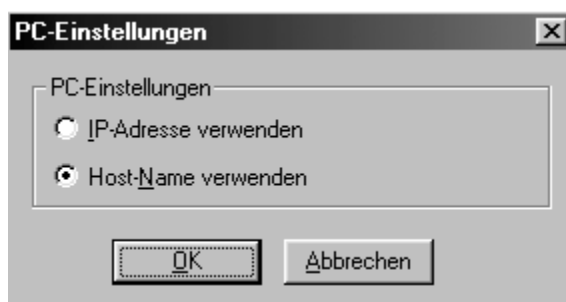 PC-Einstellungen
PC-Einstellungen
IP-Adresse verwenden
Host-Name verwenden
OK
Abbrechen